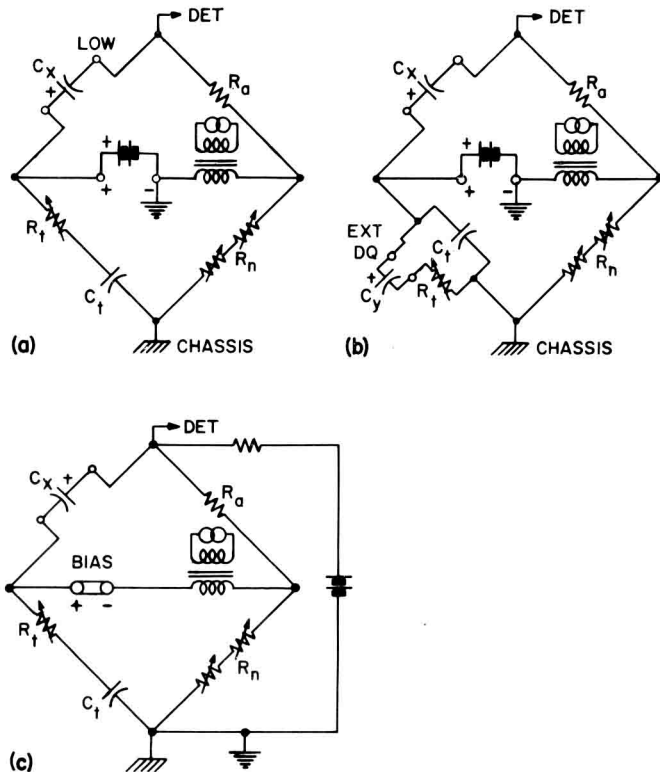 DET
LOW
Cx
+
Ra
+
+
-
Rt
Rn
Ct
(a)
CHASSIS
DET
Cx
+
Ra
+
+
-
EXT
DQ
Ct
+
Cy
Rt
Rn
(b)
CHASSIS
DET
Cx
+
Ra
BIAS
+
-
Rt
Rn
Ct
(c)